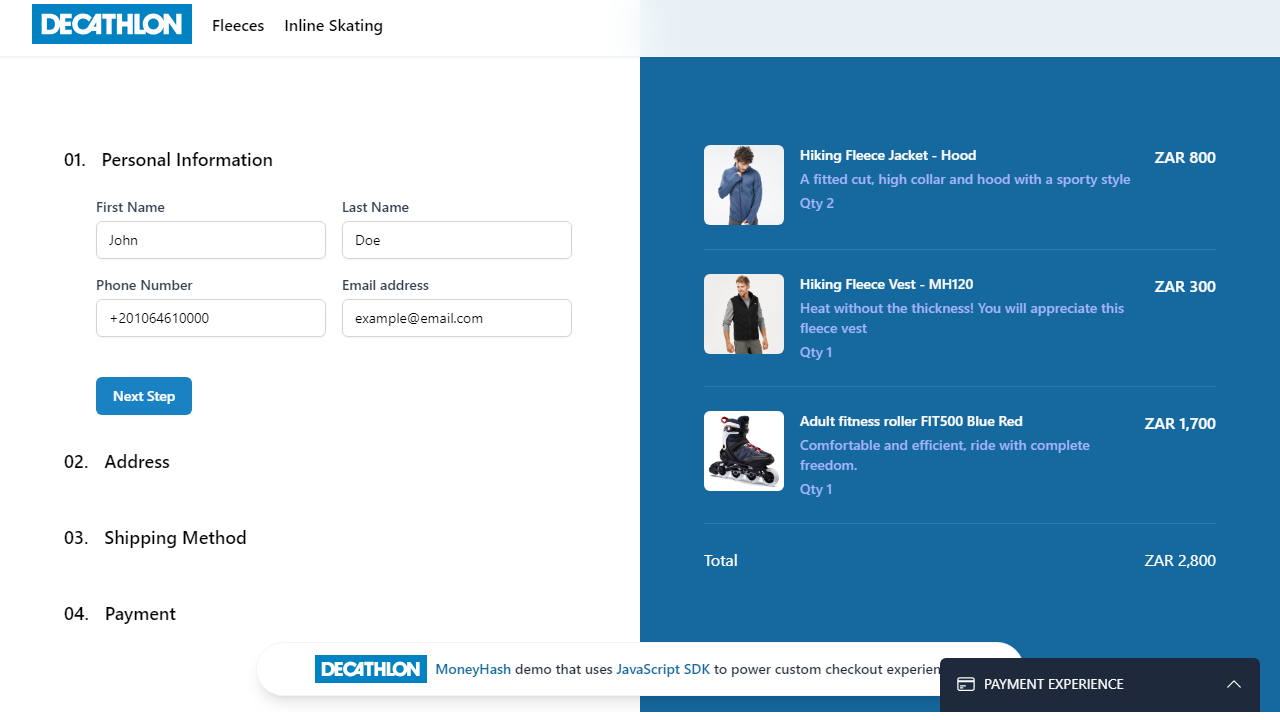 DECATHLON Fleeces Inline Skating
01. Personal Information
First Name Last Name
John Doe
Phone Number Email address
+201064610000 example@email.com
Next Step
02. Address
03. Shipping Method
04. Payment
Hiking Fleece Jacket - Hood ZAR 800
A fitted cut, high collar and hood with a sporty style
Qty 2
Hiking Fleece Vest - MH120 ZAR 300
Heat without the thickness! You will appreciate this
fleece vest
Qty 1
Adult fitness roller FIT500 Blue Red ZAR 1,700
Comfortable and efficient, ride with complete
freedom.
Qty 1
Total ZAR 2,800
DECATHLON MoneyHash demo that uses JavaScript SDK to power custom checkout
PAYMENT EXPERIENCE